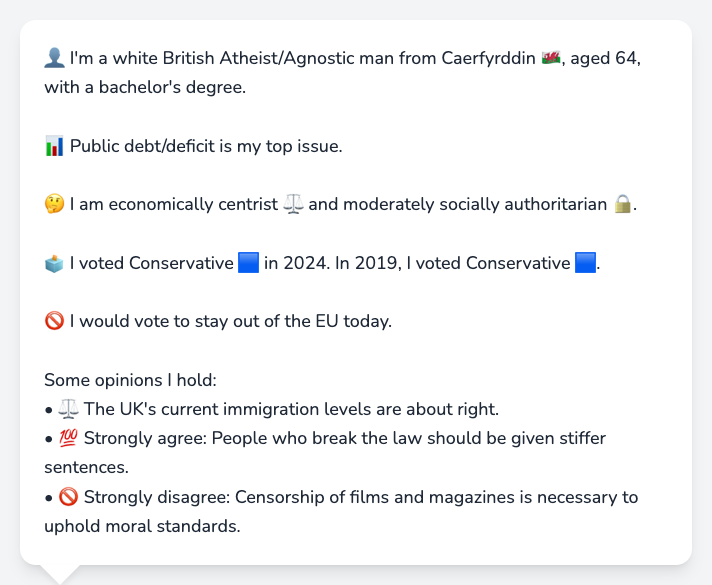 👤 I'm a white British Atheist/Agnostic man from Caerfyrddin 🏴󠁧󠁢󠁷󠁬󠁳󠁿, aged 64,
with a bachelor's degree.
📊 Public debt/deficit is my top issue.
🤔 I am economically centrist ⚖️ and moderately socially authoritarian 🔒.
🗳️ I voted Conservative 🟦 in 2024. In 2019, I voted Conservative 🟦.
🚫 I would vote to stay out of the EU today.
Some opinions I hold:
• ⚖️ The UK's current immigration levels are about right.
• 💯 Strongly agree: People who break the law should be given stiffer
sentences.
• 🚫 Strongly disagree: Censorship of films and magazines is necessary to
uphold moral standards.